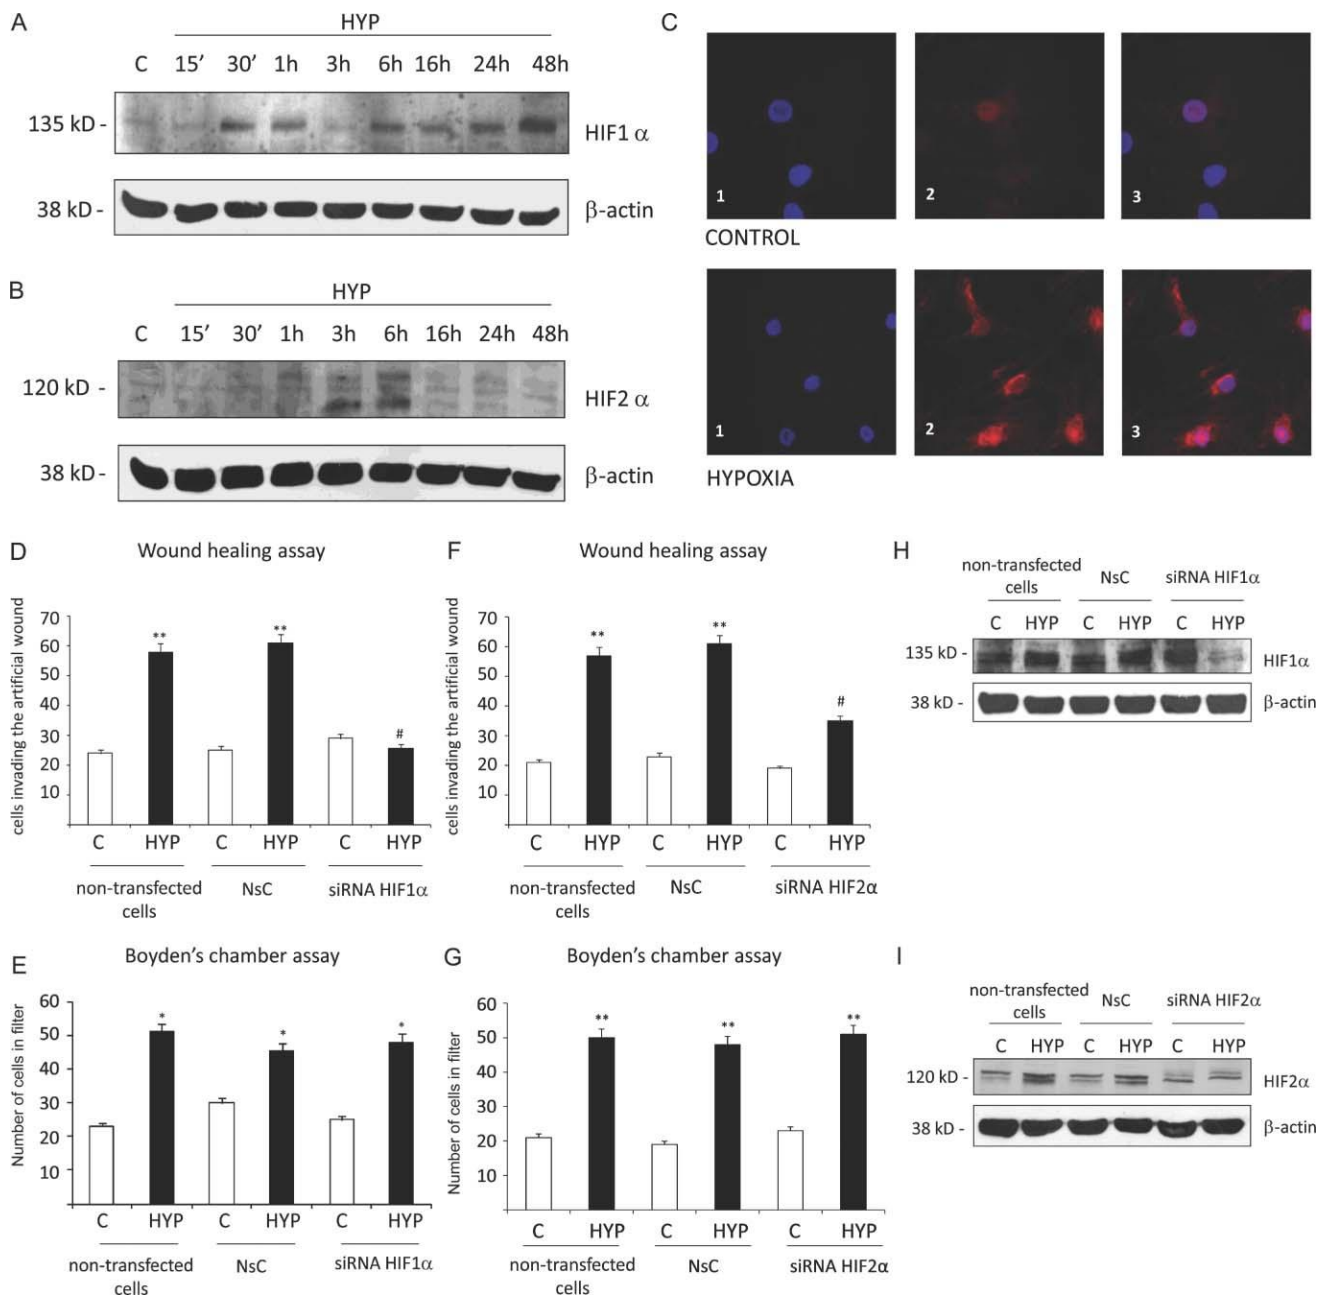 A
HYP
C 15’ 30’ 1h 3h 6h 16h 24h 48h
135 kD -
HIF1 α
38 kD -
β-actin
B
HYP
C 15’ 30’ 1h 3h 6h 16h 24h 48h
120 kD -
HIF2 α
38 kD -
β-actin
C
1 2 3
CONTROL
1 2 3
HYPOXIA
D Wound healing assay
cells invading the artificial wound
70
60
50
40
30
20
10
** ** #
C HYP C HYP C HYP
non-transfected cells NsC siRNA HIF1α
F Wound healing assay
cells invading the artificial wound
70
60
50
40
30
20
10
** ** #
C HYP C HYP C HYP
non-transfected cells NsC siRNA HIF2α
H
non-transfected cells NsC siRNA HIF1α
C HYP C HYP C HYP
135 kD -
HIF1α
38 kD -
β-actin
E Boyden’s chamber assay
Number of cells in filter
60
50
40
30
20
10
* * *
C HYP C HYP C HYP
non-transfected cells NsC siRNA HIF1α
G Boyden’s chamber assay
Number of cells in filter
60
50
40
30
20
10
** ** **
C HYP C HYP C HYP
non-transfected cells NsC siRNA HIF2α
I
non-transfected cells NsC siRNA HIF2α
C HYP C HYP C HYP
120 kD -
HIF2α
38 kD -
β-actin